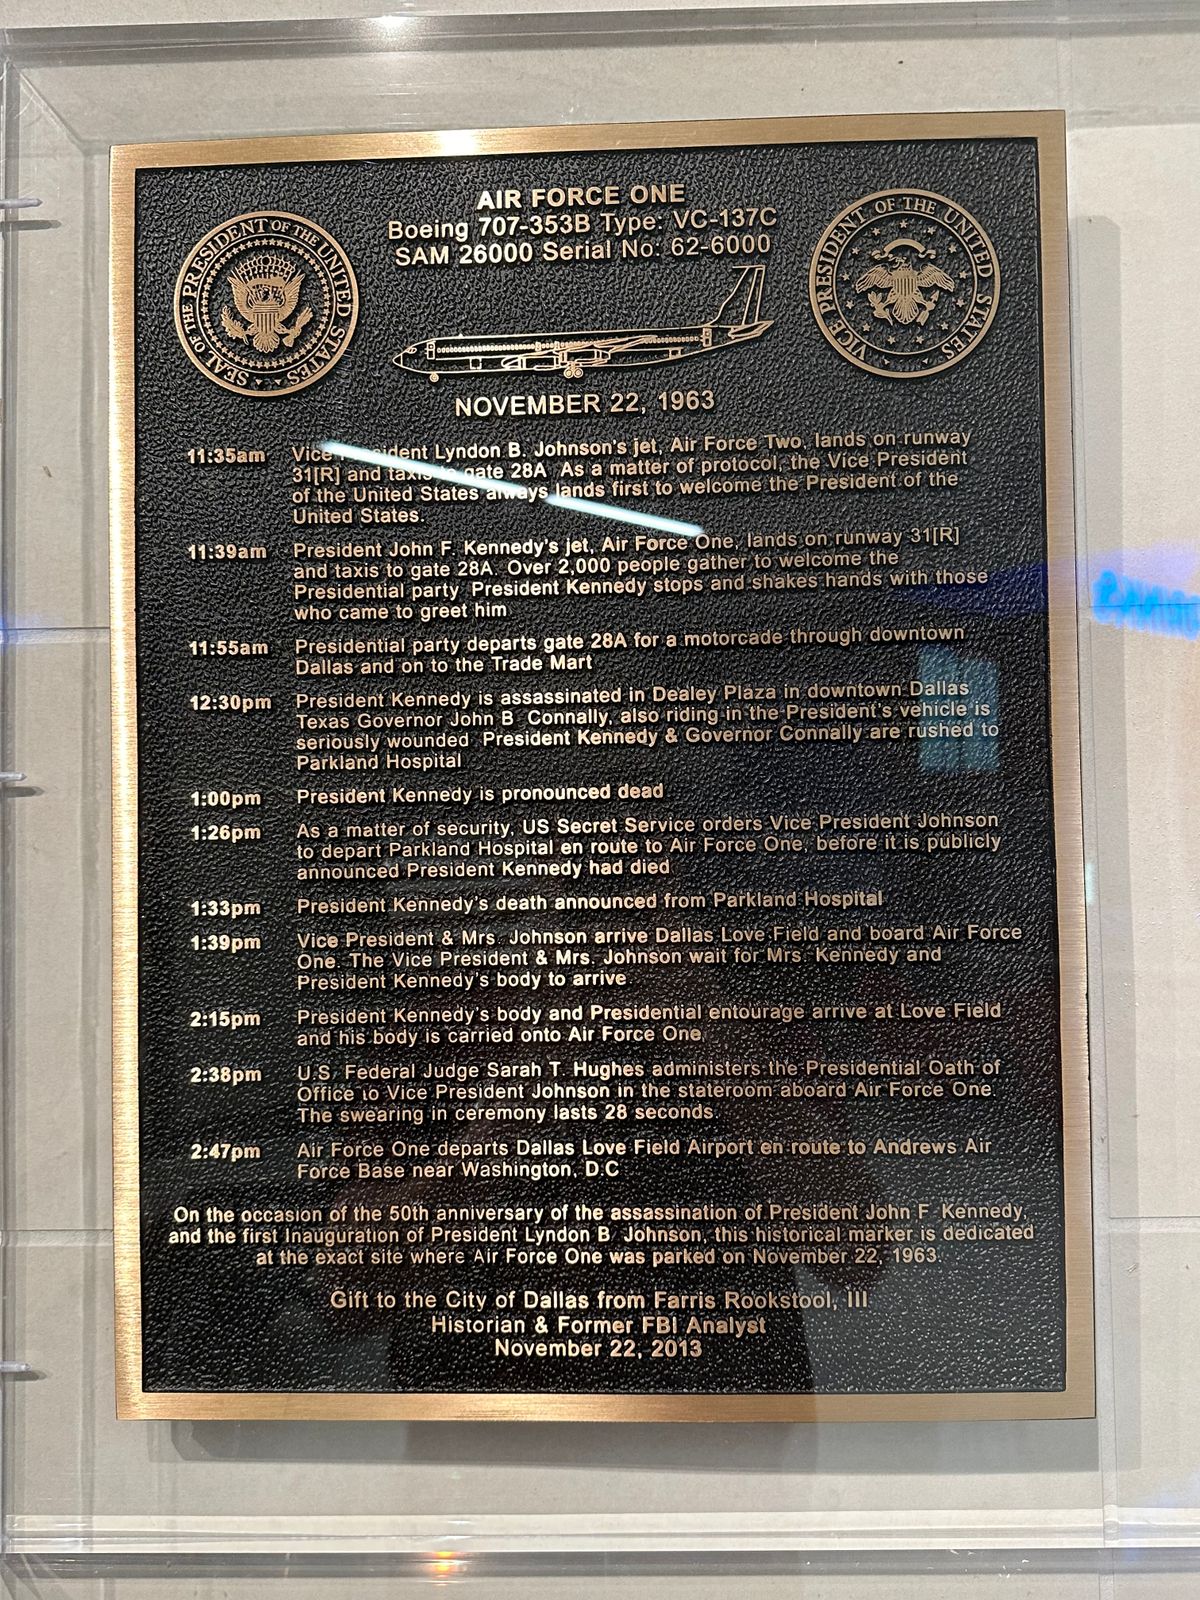 AIR FORCE ONE
Boeing 707-353B Type: VC-137C
SAM 26000 Serial No. 62-6000
SEAL OF THE PRESIDENT OF THE UNITED STATES
VICE PRESIDENT OF THE UNITED STATES
NOVEMBER 22, 1963
11:35am Vice President Lyndon B. Johnson's jet, Air Force Two, lands on runway
31[R] and taxis to gate 28A. As a matter of protocol, the Vice President
of the United States always lands first to welcome the President of the
United States.
11:39am President John F. Kennedy's jet, Air Force One, lands on runway 31[R]
and taxis to gate 28A. Over 2,000 people gather to welcome the
Presidential party. President Kennedy stops and shakes hands with those
who came to greet him
11:55am Presidential party departs gate 28A for a motorcade through downtown
Dallas and on to the Trade Mart
12:30pm President Kennedy is assassinated in Dealey Plaza in downtown Dallas
Texas Governor John B. Connally, also riding in the President's vehicle is
seriously wounded. President Kennedy & Governor Connally are rushed to
Parkland Hospital
1:00pm President Kennedy is pronounced dead
1:26pm As a matter of security, US Secret Service orders Vice President Johnson
to depart Parkland Hospital en route to Air Force One, before it is publicly
announced President Kennedy had died
1:33pm President Kennedy's death announced from Parkland Hospital
1:39pm Vice President & Mrs. Johnson arrive Dallas Love Field and board Air Force
One. The Vice President & Mrs. Johnson wait for Mrs. Kennedy and
President Kennedy's body to arrive
2:15pm President Kennedy's body and Presidential entourage arrive at Love Field
and his body is carried onto Air Force One
2:38pm U.S. Federal Judge Sarah T. Hughes administers the Presidential Oath of
Office to Vice President Johnson in the stateroom aboard Air Force One.
The swearing in ceremony lasts 28 seconds.
2:47pm Air Force One departs Dallas Love Field Airport en route to Andrews Air
Force Base near Washington, D.C
On the occasion of the 50th anniversary of the assassination of President John F. Kennedy,
and the first Inauguration of President Lyndon B. Johnson, this historical marker is dedicated
at the exact site where Air Force One was parked on November 22, 1963.
Gift to the City of Dallas from Farris Rookstool, III
Historian & Former FBI Analyst
November 22, 2013